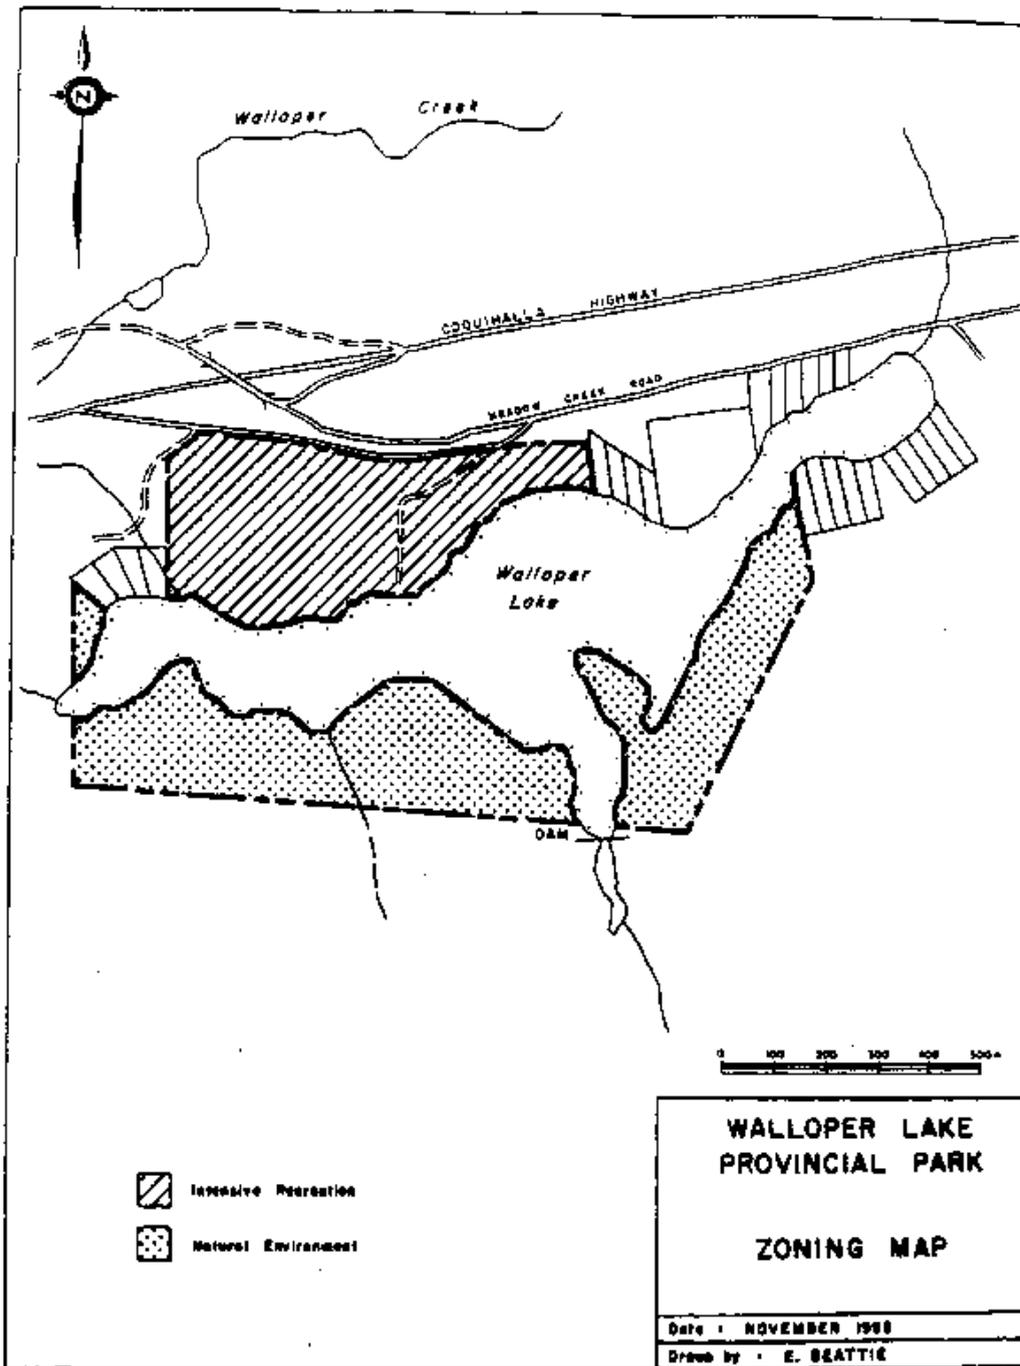 N
Walloper Creek
COQUIHALLA HIGHWAY
MEADOW CREEK ROAD
Walloper
Lake
DAM
0 100 200 300 400 500 m
WALLOPER LAKE
PROVINCIAL PARK
ZONING MAP
Intensive Recreation
Natural Environment
Date : NOVEMBER
Drawn by : E. BEATTIE